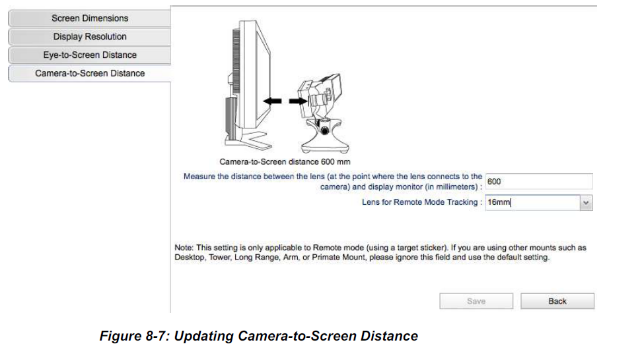 Screen Dimensions
Display Resolution
Eye-to-Screen Distance
Camera-to-Screen Distance
Camera-to-Screen distance 600 mm
Measure the distance between the lens (at the point where the lens connects to the
camera) and display monitor (in millimeters) : 600
Lens for Remote Mode Tracking : 16mm
Note: This setting is only applicable to Remote mode (using a target sticker). If you are using other mounts such as
Desktop, Tower, Long Range, Arm, or Primate Mount, please ignore this field and use the default setting.
Save Back
Figure 8-7: Updating Camera-to-Screen Distance